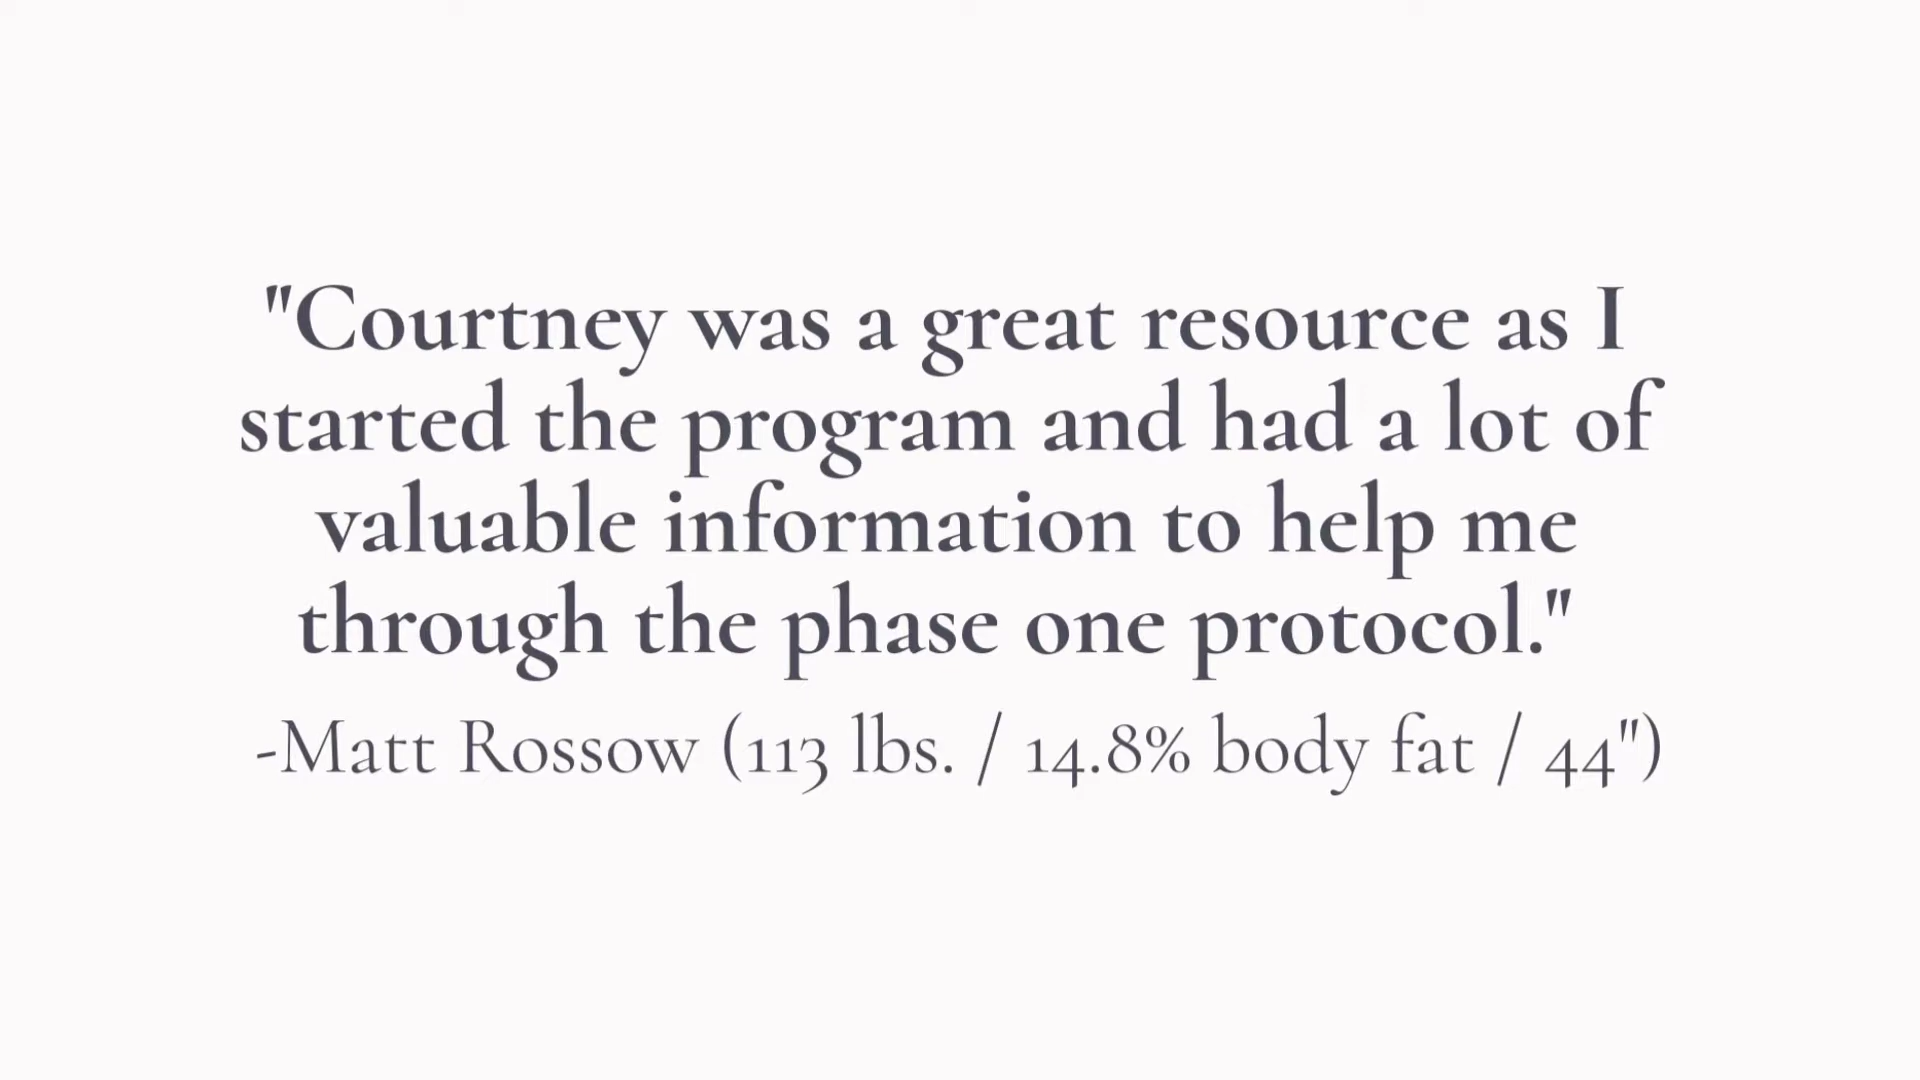 "Courtney was a great resource as I
started the program and had a lot of
valuable information to help me
through the phase one protocol."
-Matt Rossow (113 lbs. / 14.8% body fat / 44")